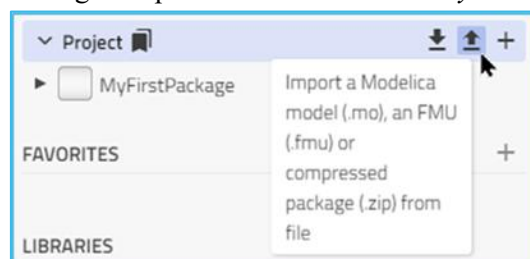 Project
MyFirstPackage
Import a Modelica
model (.mo), an FMU
(.fmu) or
compressed
package (.zip) from
file
FAVORITES
LIBRARIES